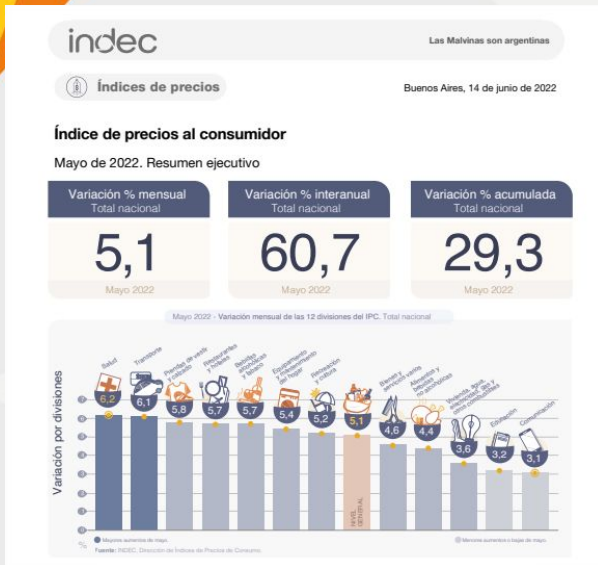 indec
Las Malvinas son argentinas
Índices de precios
Buenos Aires, 14 de junio de 2022
Índice de precios al consumidor
Mayo de 2022. Resumen ejecutivo
Variación % mensual
Total nacional
5,1
Mayo 2022
Variación % interanual
Total nacional
60,7
Mayo 2022
Variación % acumulada
Total nacional
29,3
Mayo 2022
Mayo 2022 - Variación mensual de las 12 divisiones del IPC. Total nacional
Variación por divisiones
Salud
6,2
Transporte
6,1
Prendas de vestir
y calzado
5,8
Restaurantes
y hoteles
5,7
Bebidas
alcohólicas
y tabaco
5,7
Equipamiento
y mantenimiento
del hogar
5,4
Recreación
y cultura
5,2
5,1
NIVEL
GENERAL
Bienes y
servicios varios
4,6
Alimentos y
bebidas
no alcohólicas
4,4
Vivienda, agua,
electricidad, gas y
otros combustibles
3,6
Educación
3,2
Comunicación
3,1
%
Mayores aumentos de mayo.
Menores aumentos o bajas de mayo.
Fuente: INDEC, Dirección de Índices de Precios de Consumo.